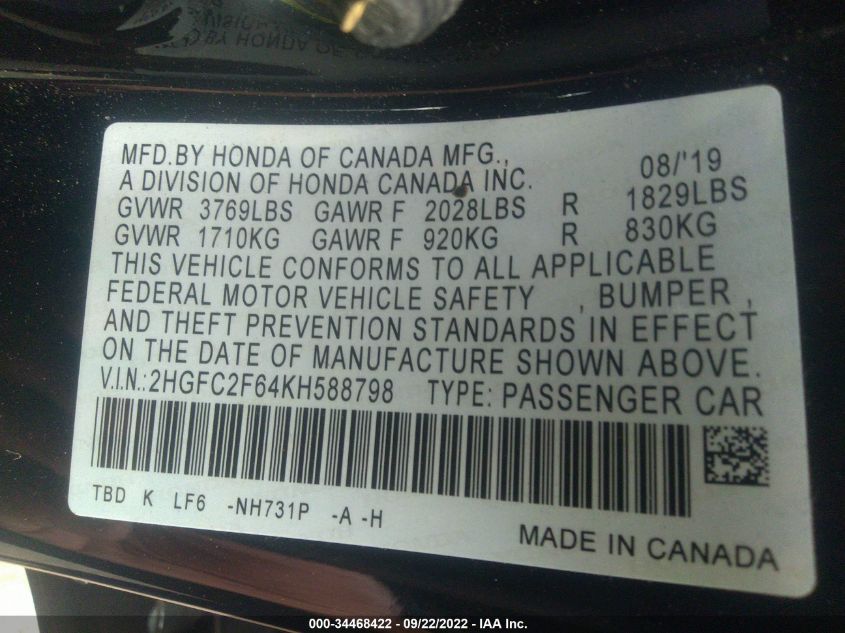 MFD.BY HONDA OF CANADA MFG., 08/'19
A DIVISION OF HONDA CANADA INC.
GVWR 3769LBS GAWR F 2028LBS R 1829LBS
GVWR 1710KG GAWR F 920KG R 830KG
THIS VEHICLE CONFORMS TO ALL APPLICABLE
FEDERAL MOTOR VEHICLE SAFETY , BUMPER ,
AND THEFT PREVENTION STANDARDS IN EFFECT
ON THE DATE OF MANUFACTURE SHOWN ABOVE.
V.I.N.: 2HGFC2F64KH588798 TYPE: PASSENGER CAR
TBD K LF6 -NH731P -A -H
MADE IN CANADA
000-34468422 - 09/22/2022 - IAA Inc.